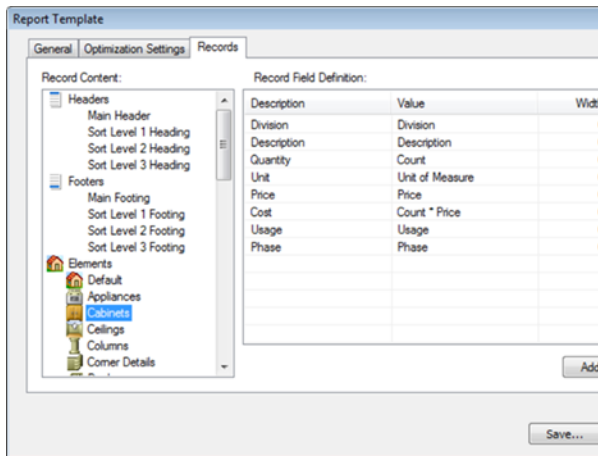 Report Template
General Optimization Settings Records
Record Content: Record Field Definition:
Headers
Main Header
Sort Level 1 Heading
Sort Level 2 Heading
Sort Level 3 Heading
Footers
Main Footing
Sort Level 1 Footing
Sort Level 2 Footing
Sort Level 3 Footing
Elements
Default
Appliances
Cabinets
Ceilings
Columns
Corner Details
Description Value Widt
Division Division
Description Description
Quantity Count
Unit Unit of Measure
Price Price
Cost Count * Price
Usage Usage
Phase Phase
Add
Save...